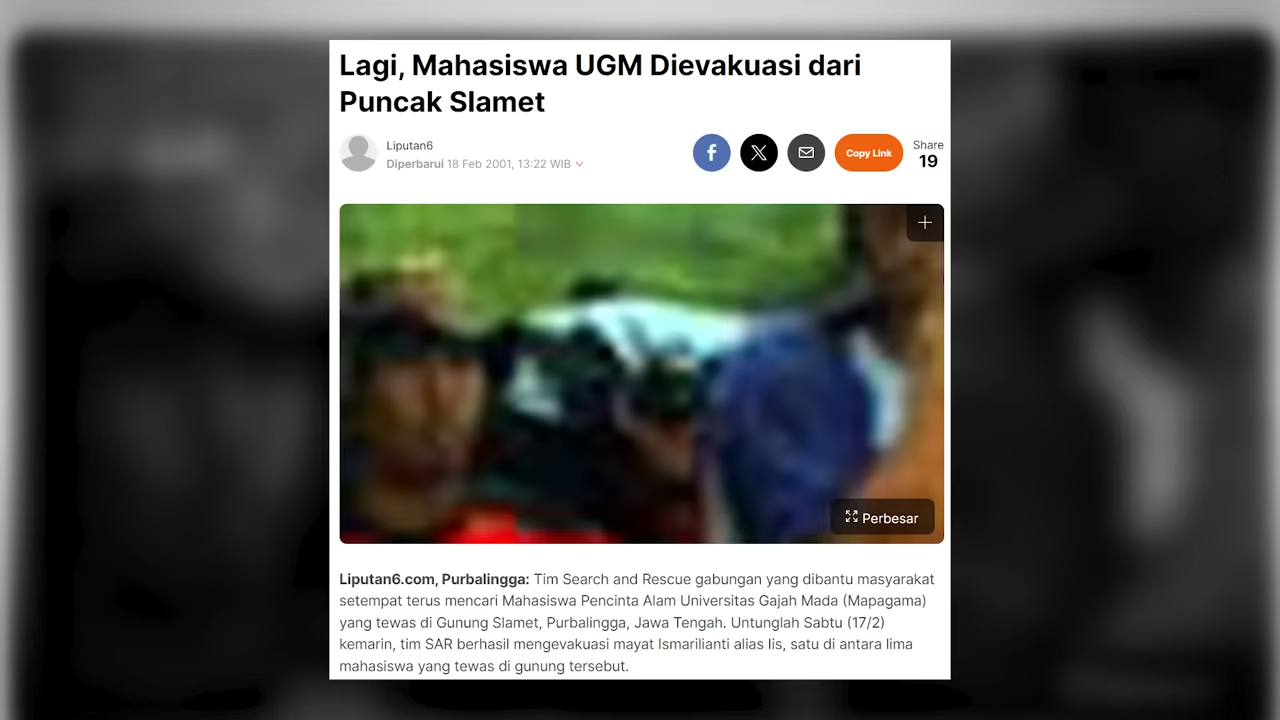 Lagi, Mahasiswa UGM Dievakuasi dari
Puncak Slamet
Liputan6
Diperbarui 18 Feb 2001, 13:22 WIB
Copy Link
Share
19
Perbesar
Liputan6.com, Purbalingga: Tim Search and Rescue gabungan yang dibantu masyarakat
setempat terus mencari Mahasiswa Pencinta Alam Universitas Gajah Mada (Mapagama)
yang tewas di Gunung Slamet, Purbalingga, Jawa Tengah. Untunglah Sabtu (17/2)
kemarin, tim SAR berhasil mengevakuasi mayat Ismarilianti alias Iis, satu di antara lima
mahasiswa yang tewas di gunung tersebut.